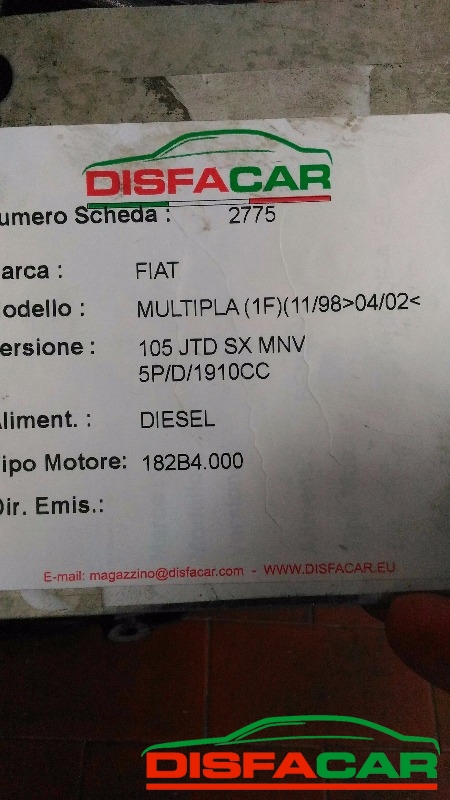 DISFACAR
umero Scheda : 2775
arca : FIAT
odello : MULTIPLA (1F)(11/98>04/02<
ersione : 105 JTD SX MNV
5P/D/1910CC
liment. : DIESEL
ipo Motore: 182B4.000
Dir. Emis.:
E-mail: magazzino@disfacar.com - WWW.DISFACAR.EU
DISFACAR